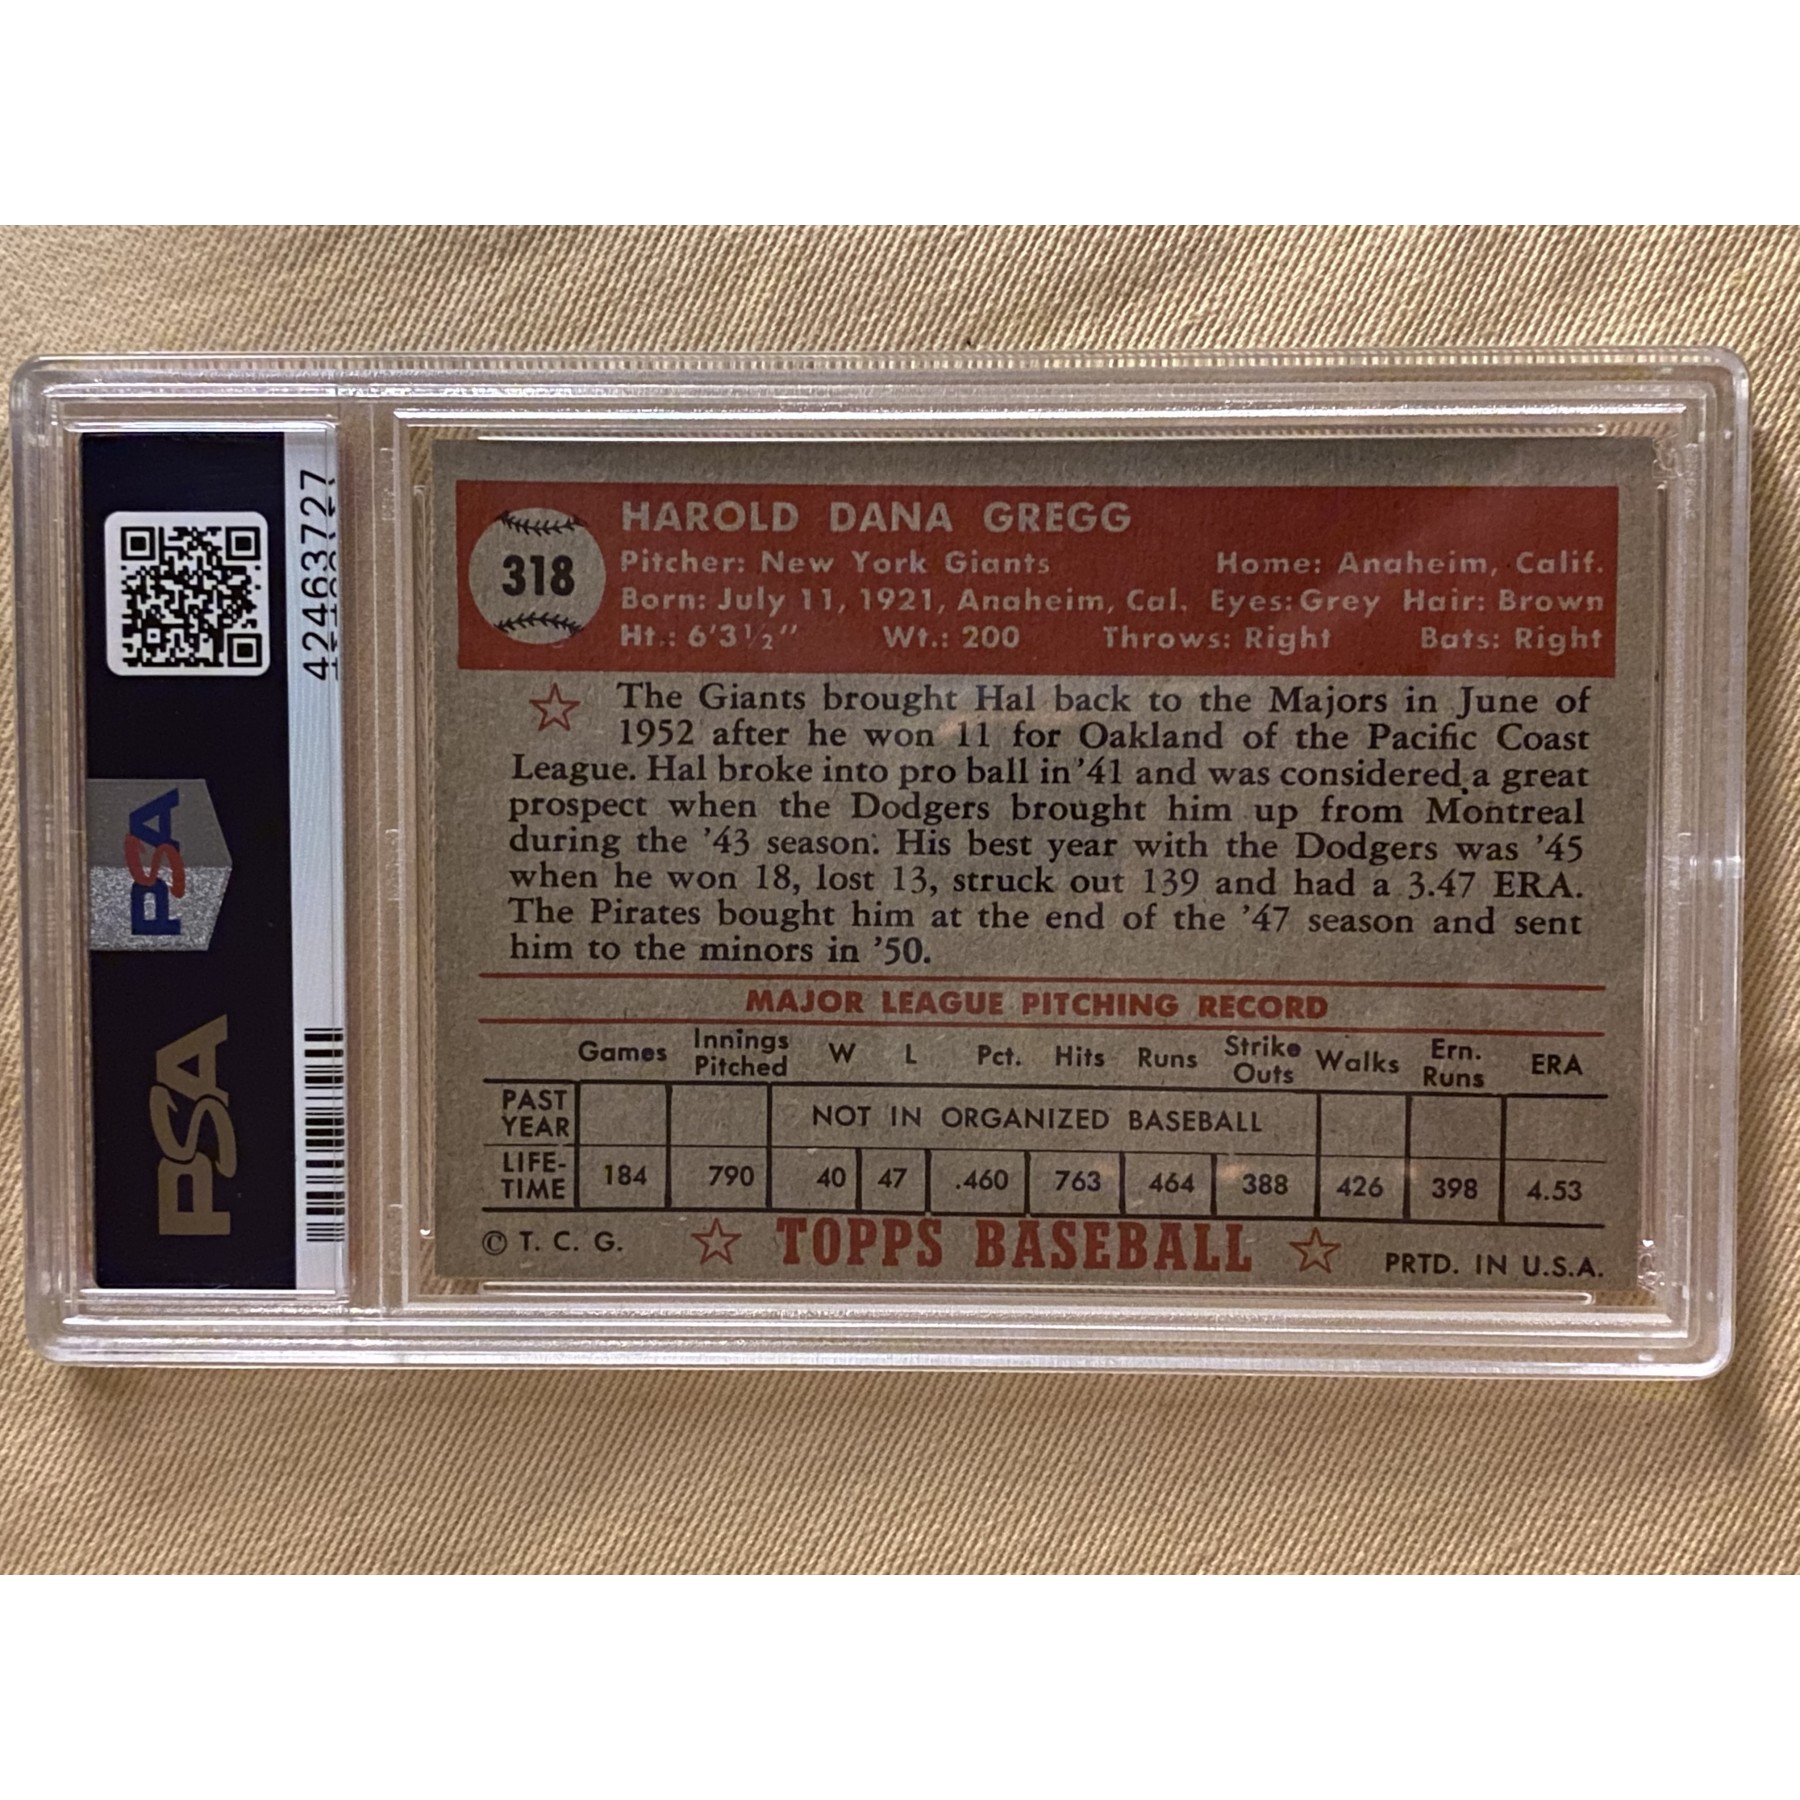 42463727
PSA
PSA
318
HAROLD DANA GREGG
Pitcher: New York Giants Home: Anaheim, Calif.
Born: July 11, 1921, Anaheim, Cal. Eyes: Grey Hair: Brown
Ht.: 6'3½" Wt.: 200 Throws: Right Bats: Right
The Giants brought Hal back to the Majors in June of
1952 after he won 11 for Oakland of the Pacific Coast
League. Hal broke into pro ball in '41 and was considered a great
prospect when the Dodgers brought him up from Montreal
during the '43 season. His best year with the Dodgers was '45
when he won 18, lost 13, struck out 139 and had a 3.47 ERA.
The Pirates bought him at the end of the '47 season and sent
him to the minors in '50.
MAJOR LEAGUE PITCHING RECORD
Games Innings Pitched W L Pct. Hits Runs Strike Outs Walks Ern. Runs ERA
PAST YEAR NOT IN ORGANIZED BASEBALL
LIFE-TIME 184 790 40 47 .460 763 464 388 426 398 4.53
© T. C. G. TOPPS BASEBALL PRTD. IN U.S.A.